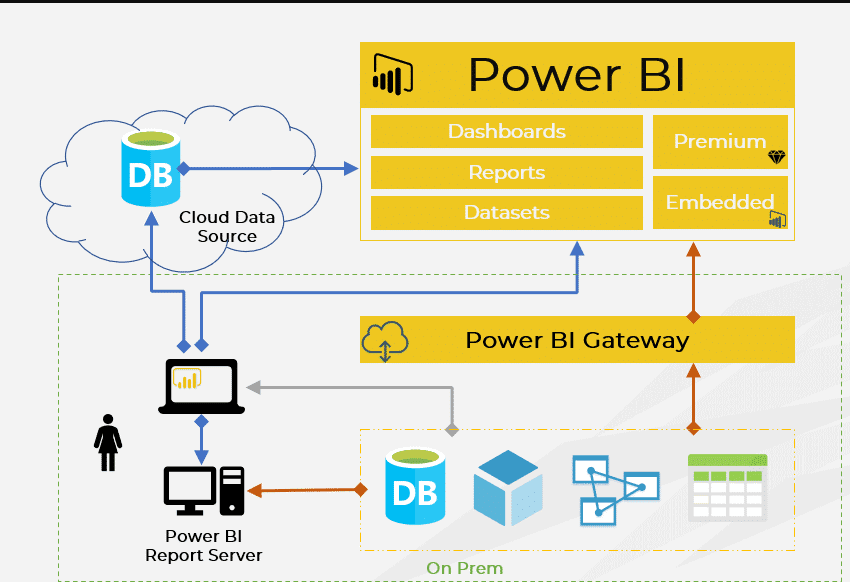 Power BI
Dashboards
Premium
Reports
Embedded
Datasets
DB
Cloud Data
Source
Power BI Gateway
DB
Power BI
Report Server
On Prem